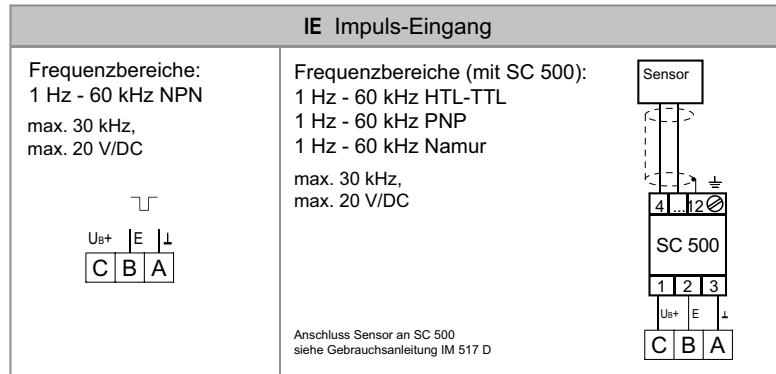 IE Impuls-Eingang
Frequenzbereiche:
1 Hz - 60 kHz NPN
max. 30 kHz,
max. 20 V/DC
UB+ E ⊥
C B A
Frequenzbereiche (mit SC 500):
1 Hz - 60 kHz HTL-TTL
1 Hz - 60 kHz PNP
1 Hz - 60 kHz Namur
max. 30 kHz,
max. 20 V/DC
Anschluss Sensor an SC 500
siehe Gebrauchsanleitung IM 517 D
Sensor
4 ...12
SC 500
1 2 3
UB+ E ⊥
C B A